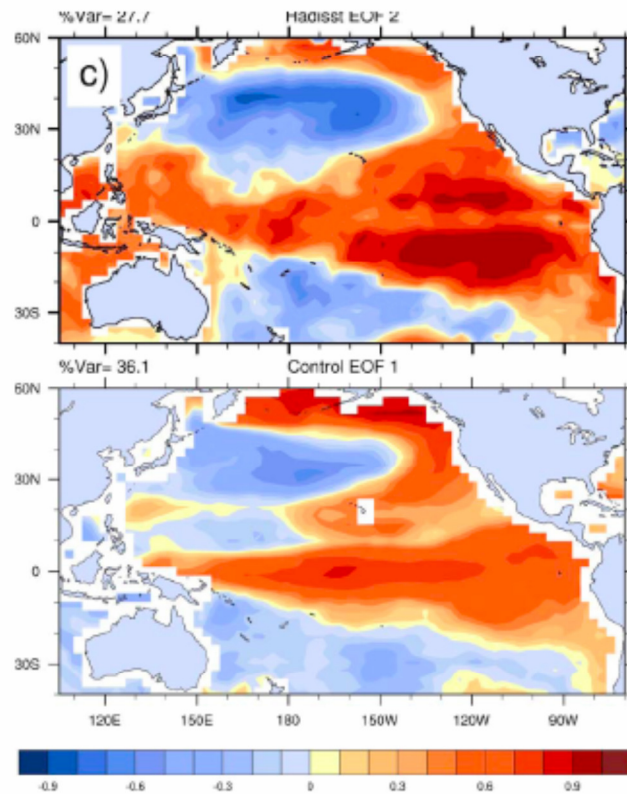 %Var= 27.7 Hadisst EOF 2
c)
60N
30N
0
30S
%Var= 36.1 Control EOF 1
60N
30N
0
30S
120E 150E 180 150W 120W 90W
-0.9 -0.6 -0.3 0 0.3 0.6 0.9